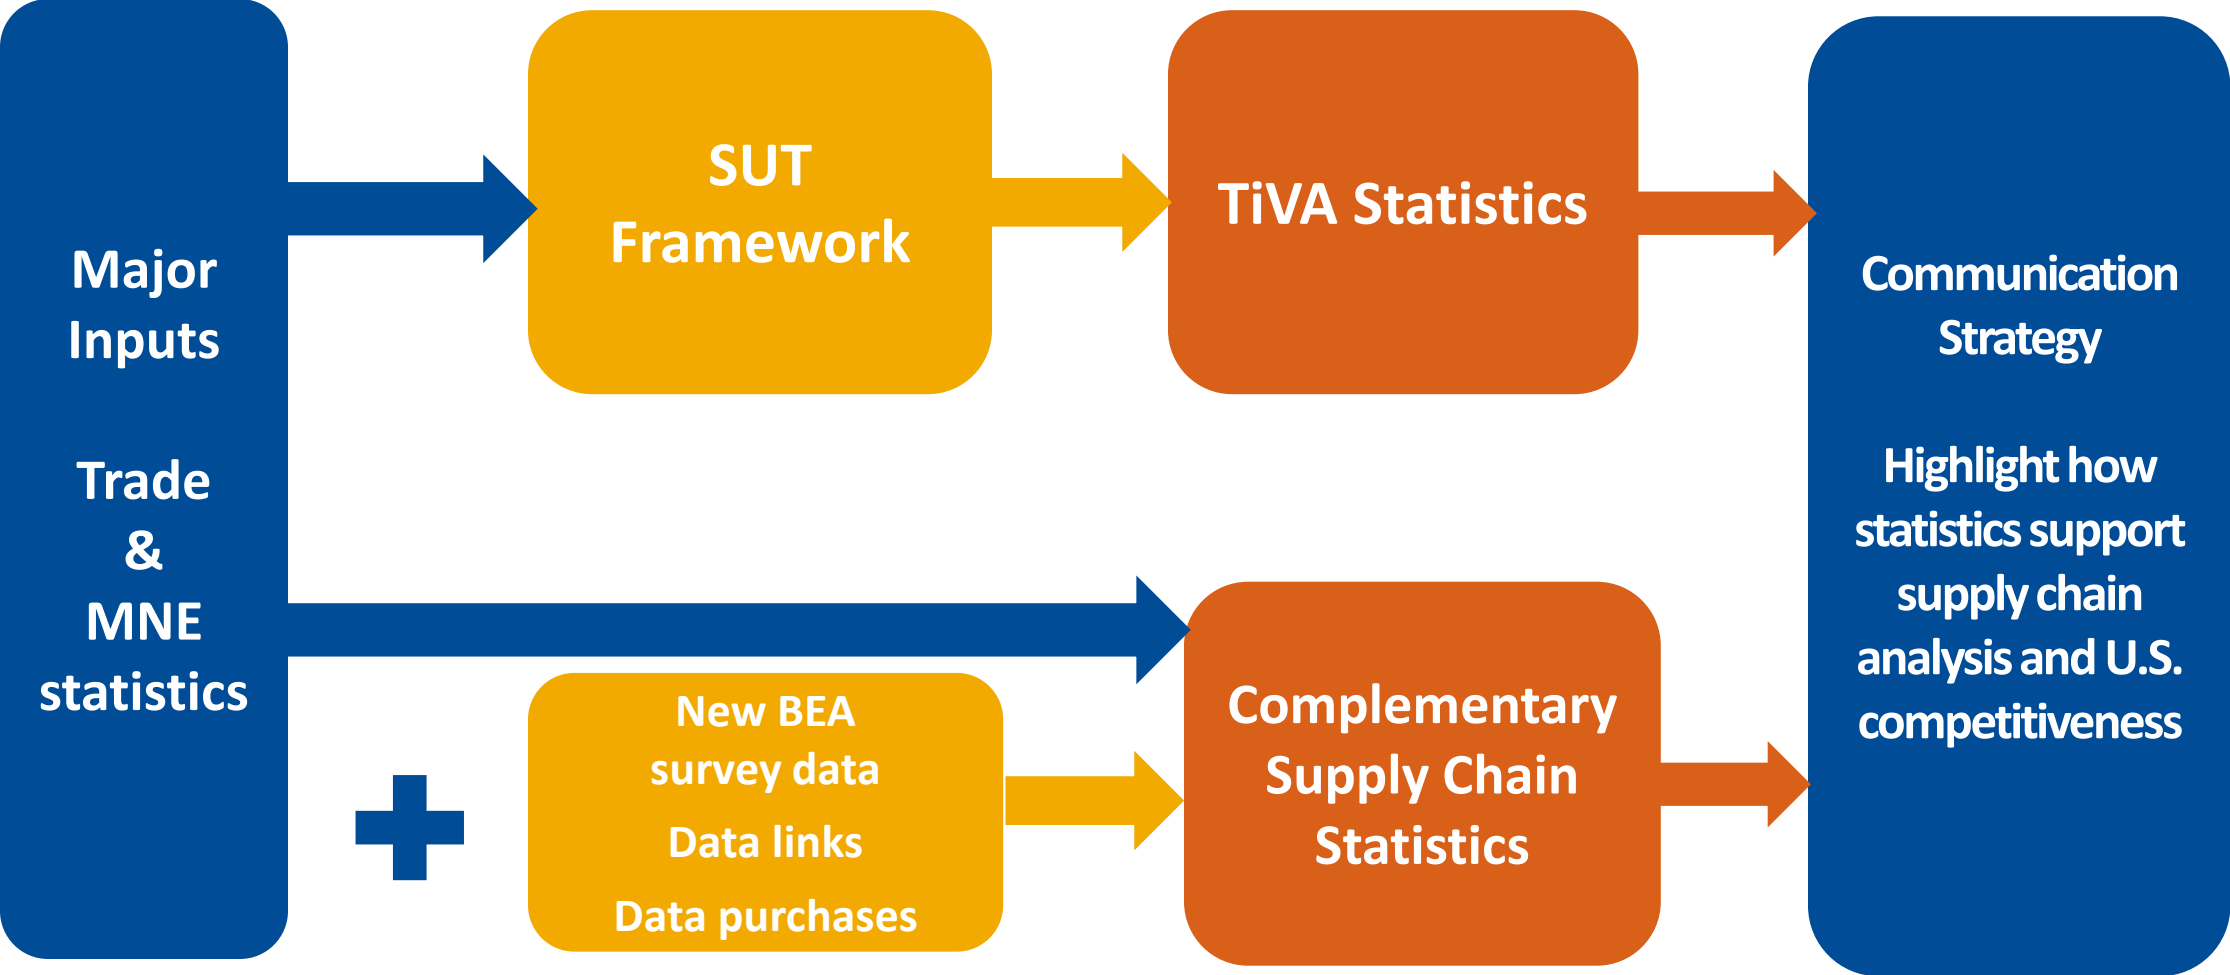 Major
Inputs
Trade
&
MNE
statistics
SUT
Framework
TiVA Statistics
New BEA
survey data
Data links
Data purchases
Complementary
Supply Chain
Statistics
Communication
Strategy
Highlight how
statistics support
supply chain
analysis and U.S.
competitiveness